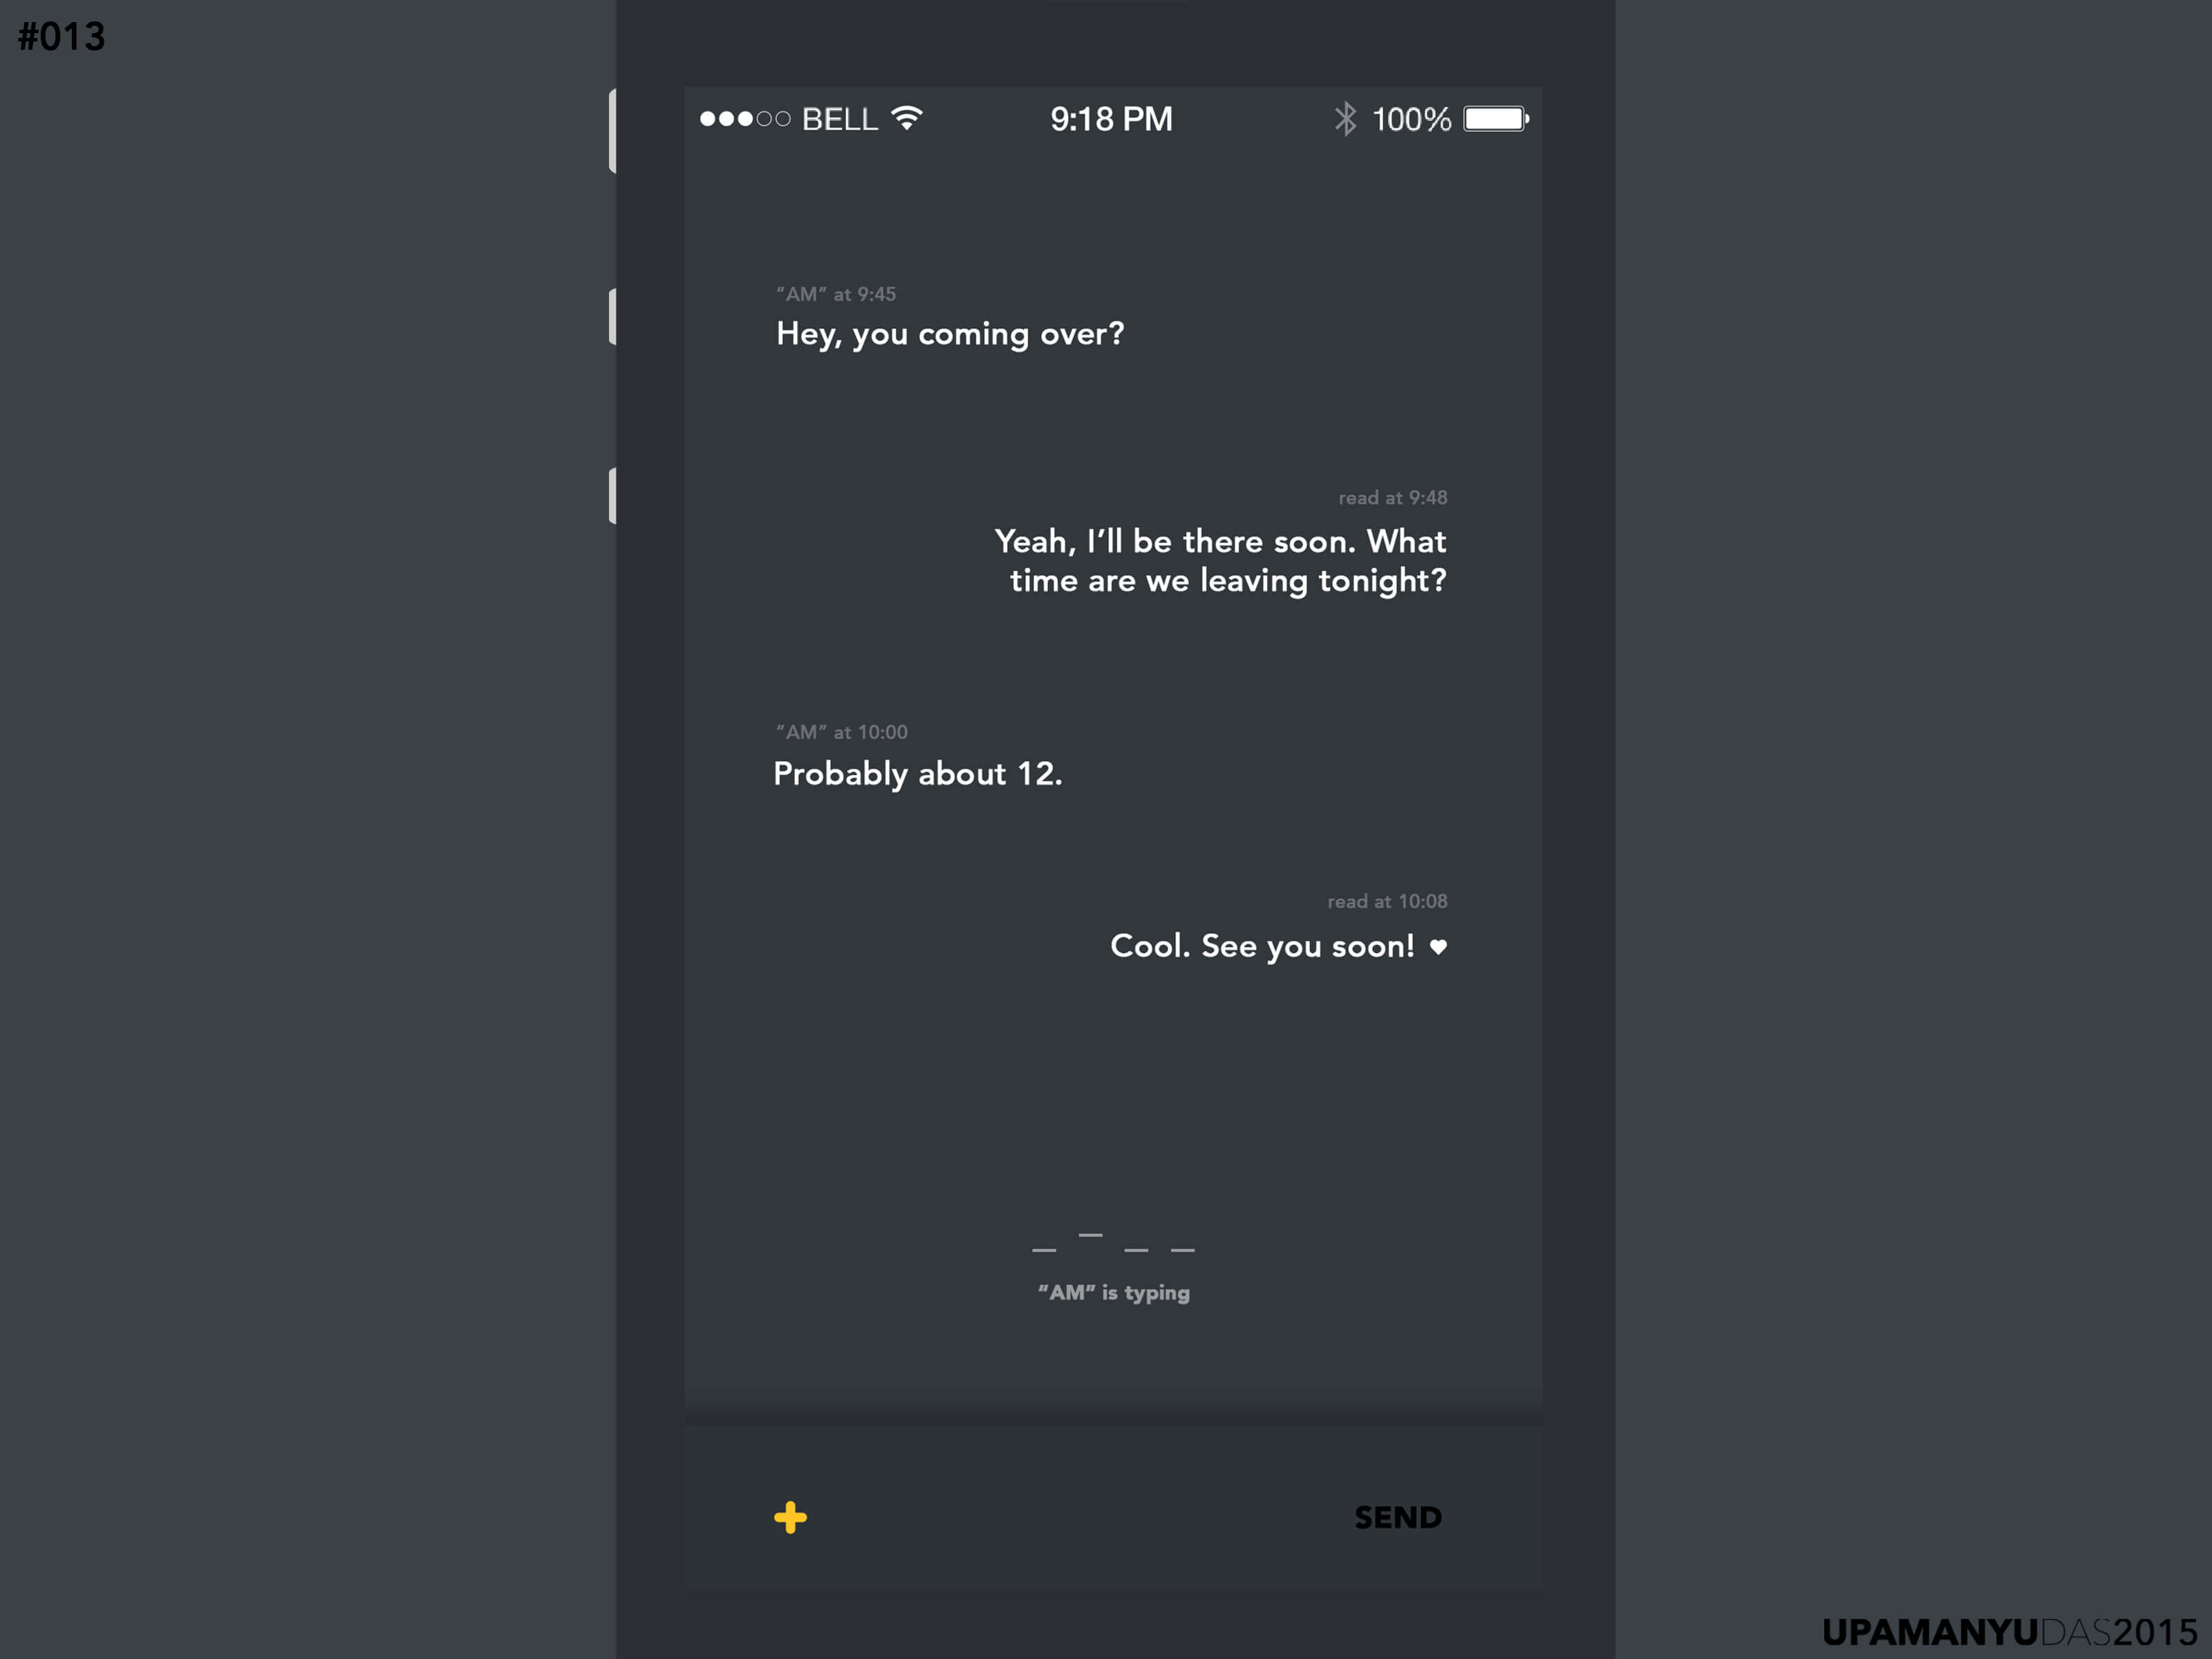 #013
BELL 9:18 PM 100%
“AM” at 9:45
Hey, you coming over?
read at 9:48
Yeah, I’ll be there soon. What
time are we leaving tonight?
“AM” at 10:00
Probably about 12.
read at 10:08
Cool. See you soon! ♥
“AM” is typing
SEND
UPAMANYUDAS2015